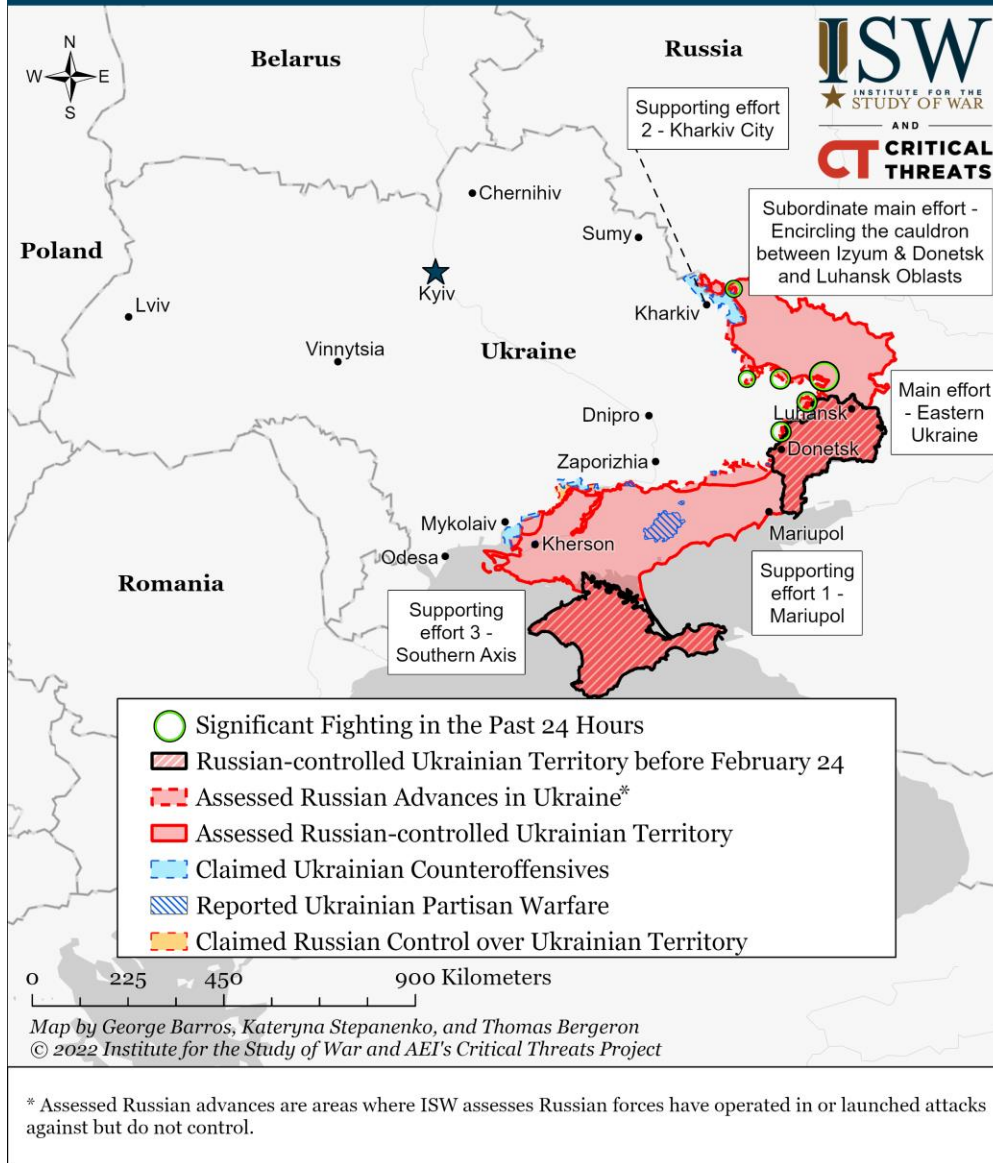 N
W
E
S
Belarus
Russia
ISW
INSTITUTE FOR THE
STUDY OF WAR
AND
CT CRITICAL
THREATS
Supporting effort
2 - Kharkiv City
Chernihiv
Sumy
Subordinate main effort -
Encircling the cauldron
between Izyum & Donetsk
and Luhansk Oblasts
Poland
Kyiv
Lviv
Kharkiv
Vinnytsia
Ukraine
Main effort
- Eastern
Ukraine
Dnipro
Luhansk
Donetsk
Zaporizhia
Mykolaiv
Kherson
Mariupol
Odesa
Romania
Supporting
effort 1 -
Mariupol
Supporting
effort 3 -
Southern Axis
Significant Fighting in the Past 24 Hours
Russian-controlled Ukrainian Territory before February 24
Assessed Russian Advances in Ukraine*
Assessed Russian-controlled Ukrainian Territory
Claimed Ukrainian Counteroffensives
Reported Ukrainian Partisan Warfare
Claimed Russian Control over Ukrainian Territory
0 225 450 900 Kilometers
Map by George Barros, Kateryna Stepanenko, and Thomas Bergeron
© 2022 Institute for the Study of War and AEI's Critical Threats Project
* Assessed Russian advances are areas where ISW assesses Russian forces have operated in or launched attacks
against but do not control.